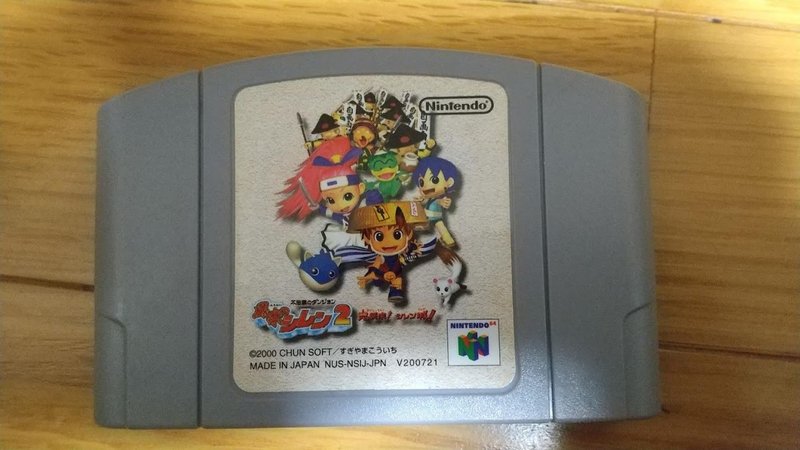 Nintendo
不思議のダンジョン
風来のシレン2
鬼襲来!シレン城!
NINTENDO 64
©2000 CHUN SOFT/すぎやまこういち
MADE IN JAPAN NUS-NSIJ-JPN V200721